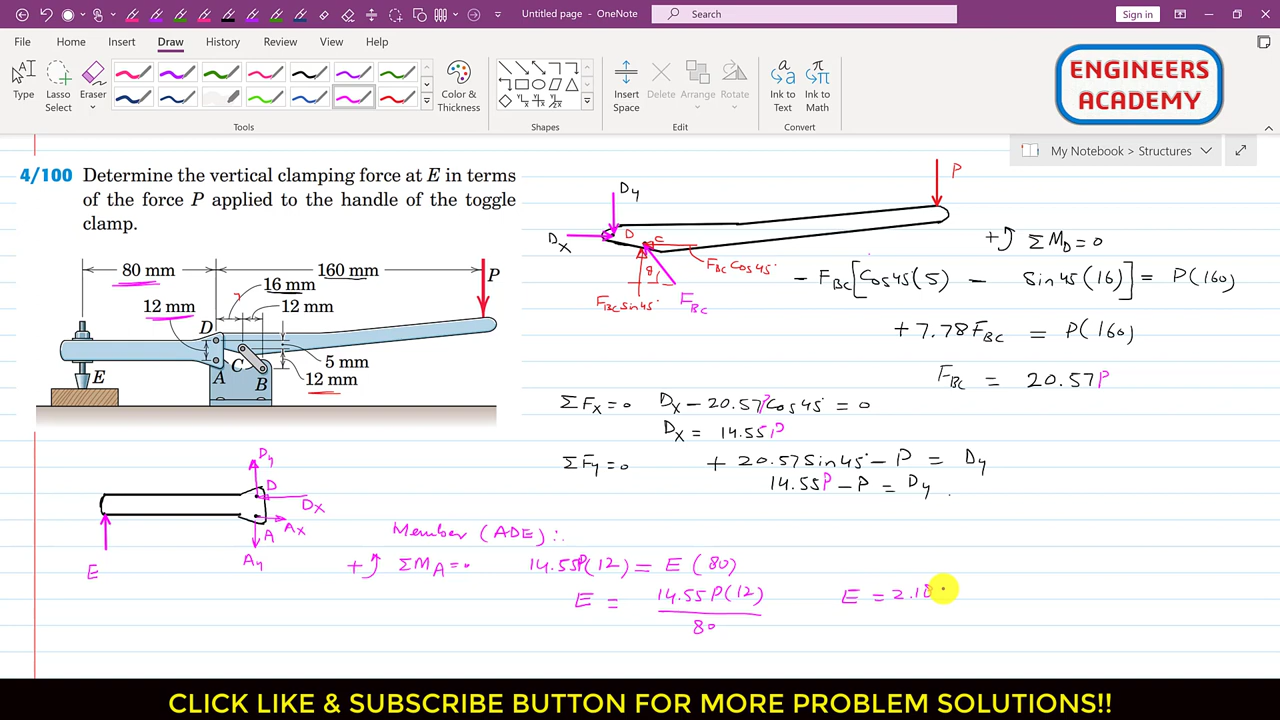 Untitled page - OneNote
Search
Sign in
File Home Insert Draw History Review View Help
Type
Lasso Select
Eraser
Color & Thickness
Insert Space
Delete
Arrange
Rotate
Ink to Text
Ink to Math
Tools
Shapes
Edit
Convert
ENGINEERS
ACADEMY
My Notebook > Structures
4/100 Determine the vertical clamping force at E in terms
of the force P applied to the handle of the toggle
clamp.
80 mm
160 mm
P
16 mm
12 mm
12 mm
D
C
A
B
E
5 mm
12 mm
Dy
Dx
D
C
P
FBC Cos45°
FBC Sin45°
FBC
+ ΣMD=0
- FBC[Cos45(5) - Sin45(16)] = P(160)
+7.78FBC = P(160)
FBC = 20.57P
ΣFx=0 Dx-20.57PCos45 = 0
Dx = 14.55P
ΣFy=0 + 20.57Sin45 - P = Dy
14.55P - P = Dy
Dy
D
Dx
Ax
A
Ay
E
Member (ADE):
+ ΣMA=0 14.55P(12) = E(80)
E = 14.55P(12)
80
E = 2.18
CLICK LIKE & SUBSCRIBE BUTTON FOR MORE PROBLEM SOLUTIONS!!